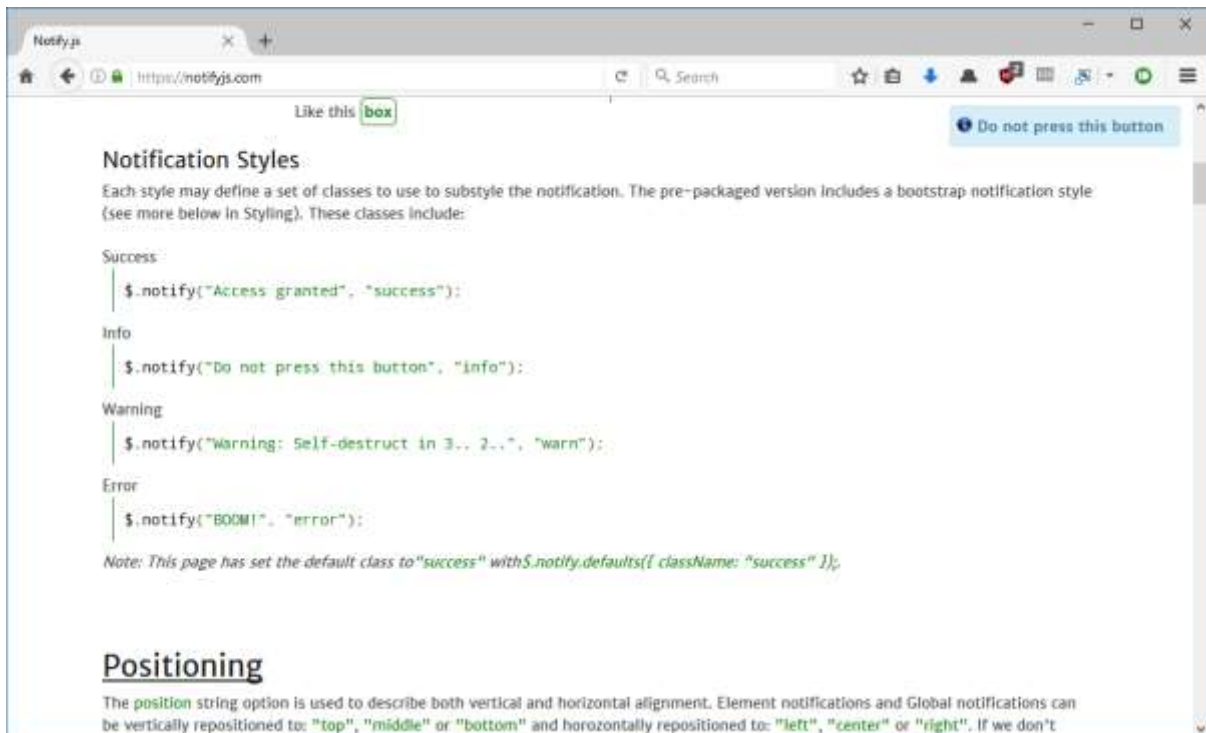 Notify.js
https://notifyjs.com
Search
Like this box
Do not press this button
Notification Styles
Each style may define a set of classes to use to substyle the notification. The pre-packaged version includes a bootstrap notification style
(see more below in Styling). These classes include:
Success
$.notify("Access granted", "success");
Info
$.notify("Do not press this button", "info");
Warning
$.notify("Warning: Self-destruct in 3.. 2..", "warn");
Error
$.notify("BOOM!", "error");
Note: This page has set the default class to "success" with $.notify.defaults({ className: "success" });.
Positioning
The position string option is used to describe both vertical and horizontal alignment. Element notifications and Global notifications can
be vertically repositioned to: "top", "middle" or "bottom" and horozontally repositioned to: "left", "center" or "right". If we don't